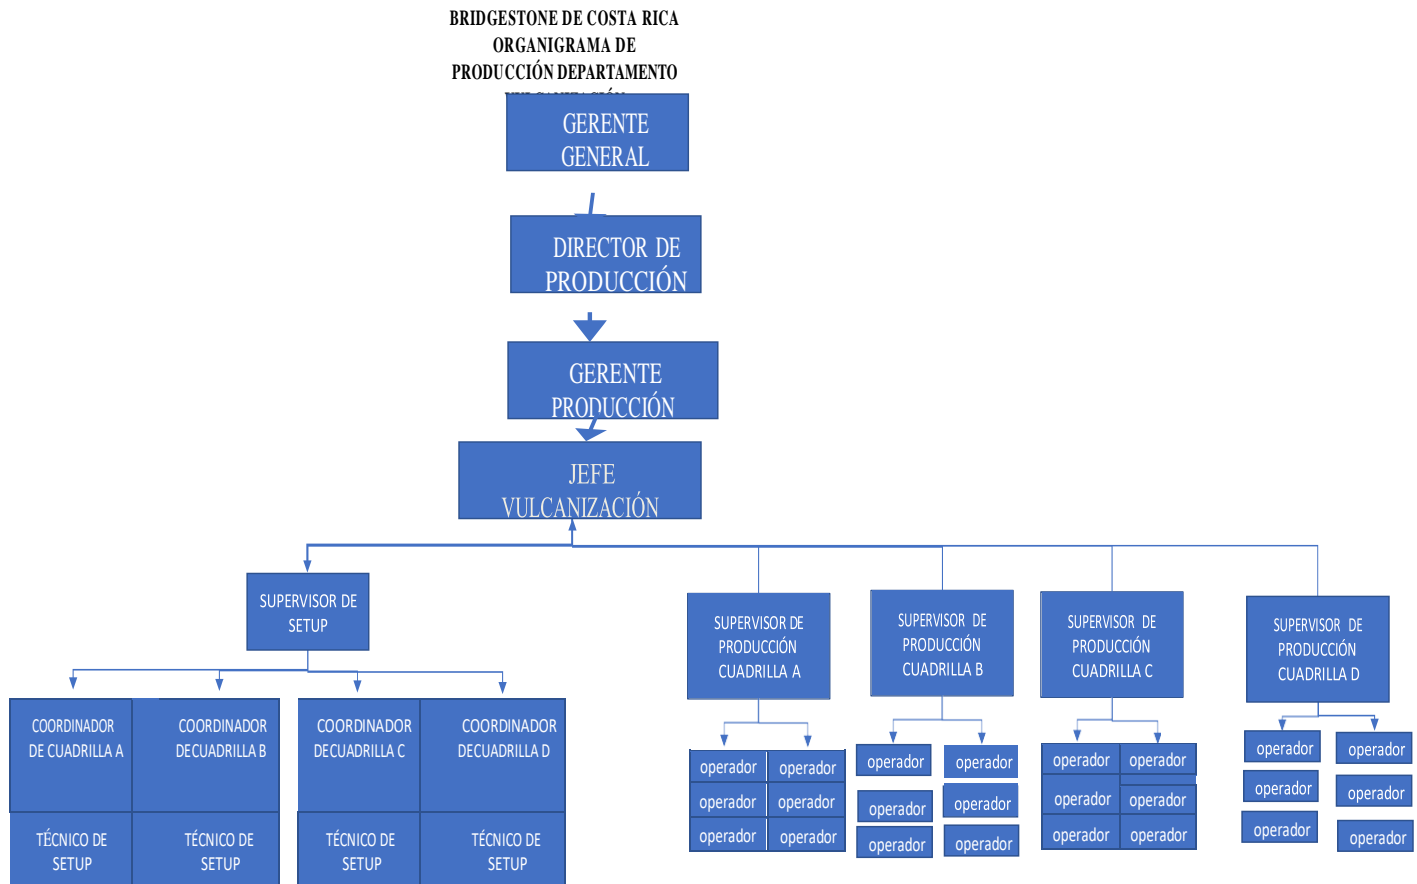 BRIDGESTONE DE COSTA RICA
ORGANIGRAMA DE
PRODUCCIÓN DEPARTAMENTO
GERENTE
GENERAL
DIRECTOR DE
PRODUCCIÓN
GERENTE
PRODUCCIÓN
JEFE
VULCANIZACIÓN
SUPERVISOR DE
SETUP
SUPERVISOR DE
PRODUCCIÓN
CUADRILLA A
SUPERVISOR DE
PRODUCCIÓN
CUADRILLA B
SUPERVISOR DE
PRODUCCIÓN
CUADRILLA C
SUPERVISOR DE
PRODUCCIÓN
CUADRILLA D
COORDINADOR
DE CUADRILLA A
COORDINADOR
DECUADRILLA B
COORDINADOR
DECUADRILLA C
COORDINADOR
DECUADRILLA D
TÉCNICO DE
SETUP
TÉCNICO DE
SETUP
TÉCNICO DE
SETUP
TÉCNICO DE
SETUP
operador operador
operador operador
operador operador
operador operador
operador operador
operador operador
operador operador
operador operador
operador operador
operador operador
operador operador
operador operador